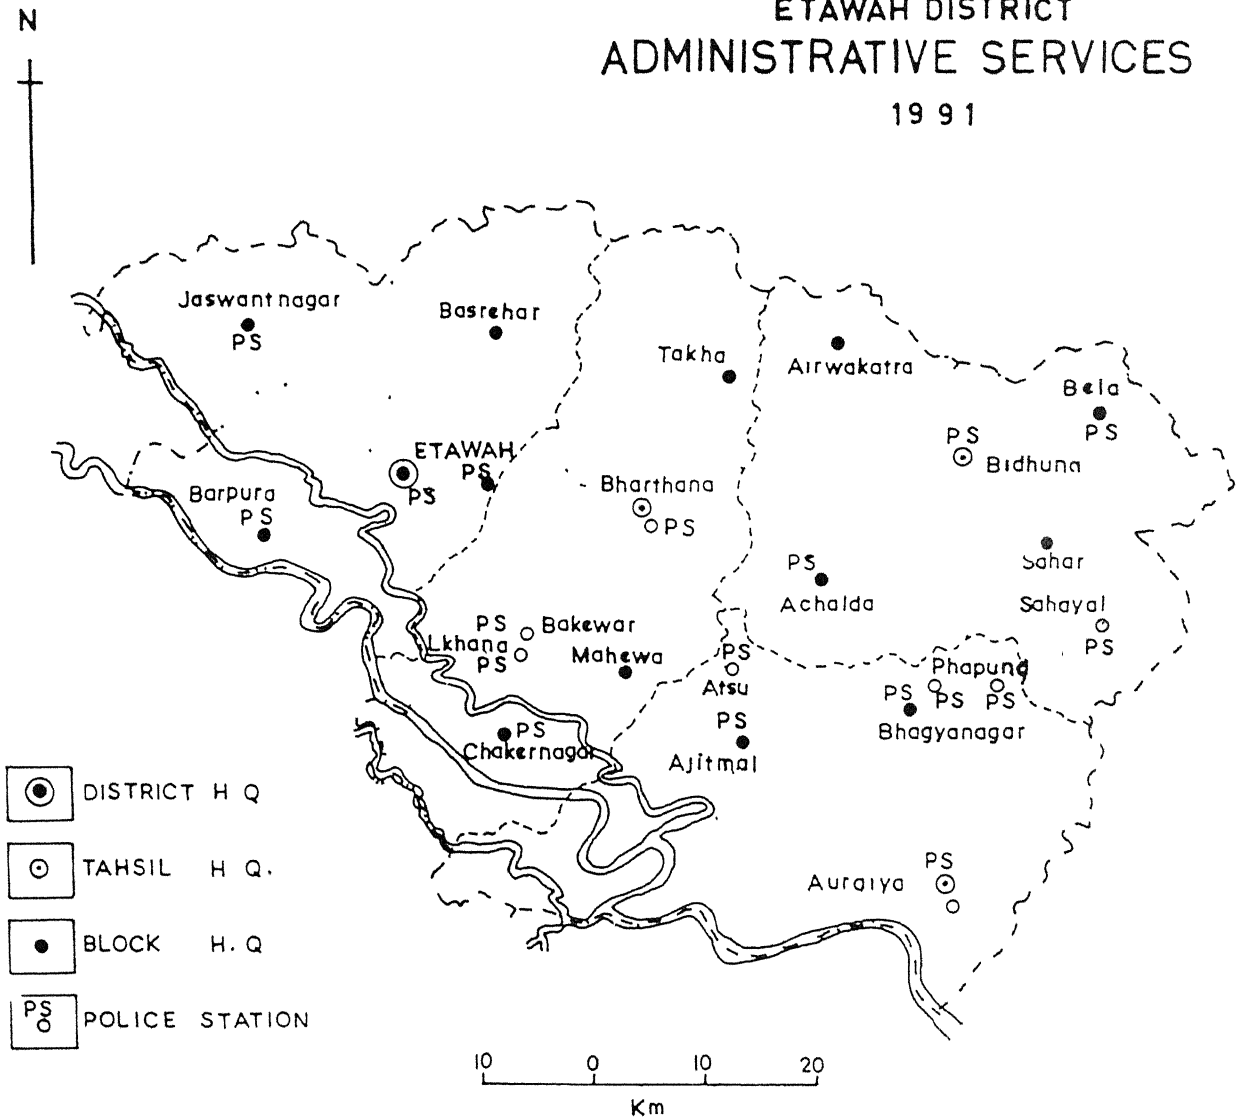 N
ETAWAH DISTRICT
ADMINISTRATIVE SERVICES
1991
Jaswantnagar
PS
Basrehar
Takha
Airwakatra
Bela
PS
ETAWAH
PS
PS
PS
Bidhuna
Barpura
PS
Bharthana
PS
PS
Achalda
Sahar
Sahayal
PS
PS
Bakewar
Lkhana
PS
Mahewa
PS
Atsu
Phapund
PS
PS
PS
Bhagyanagar
PS
Chakernagar
PS
Ajitmal
PS
Auraiya
DISTRICT H Q
TAHSIL H Q.
BLOCK H. Q
PS
POLICE STATION
10 0 10 20
Km